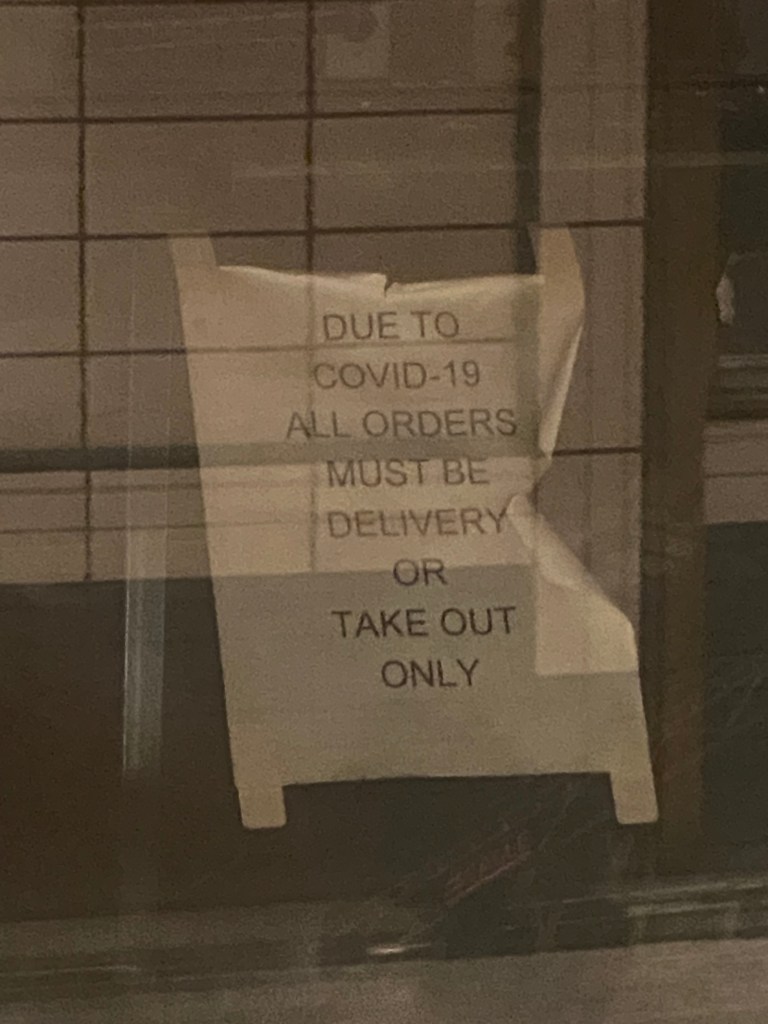 DUE TO
COVID-19
ALL ORDERS
MUST BE
DELIVERY
OR
TAKE OUT
ONLY